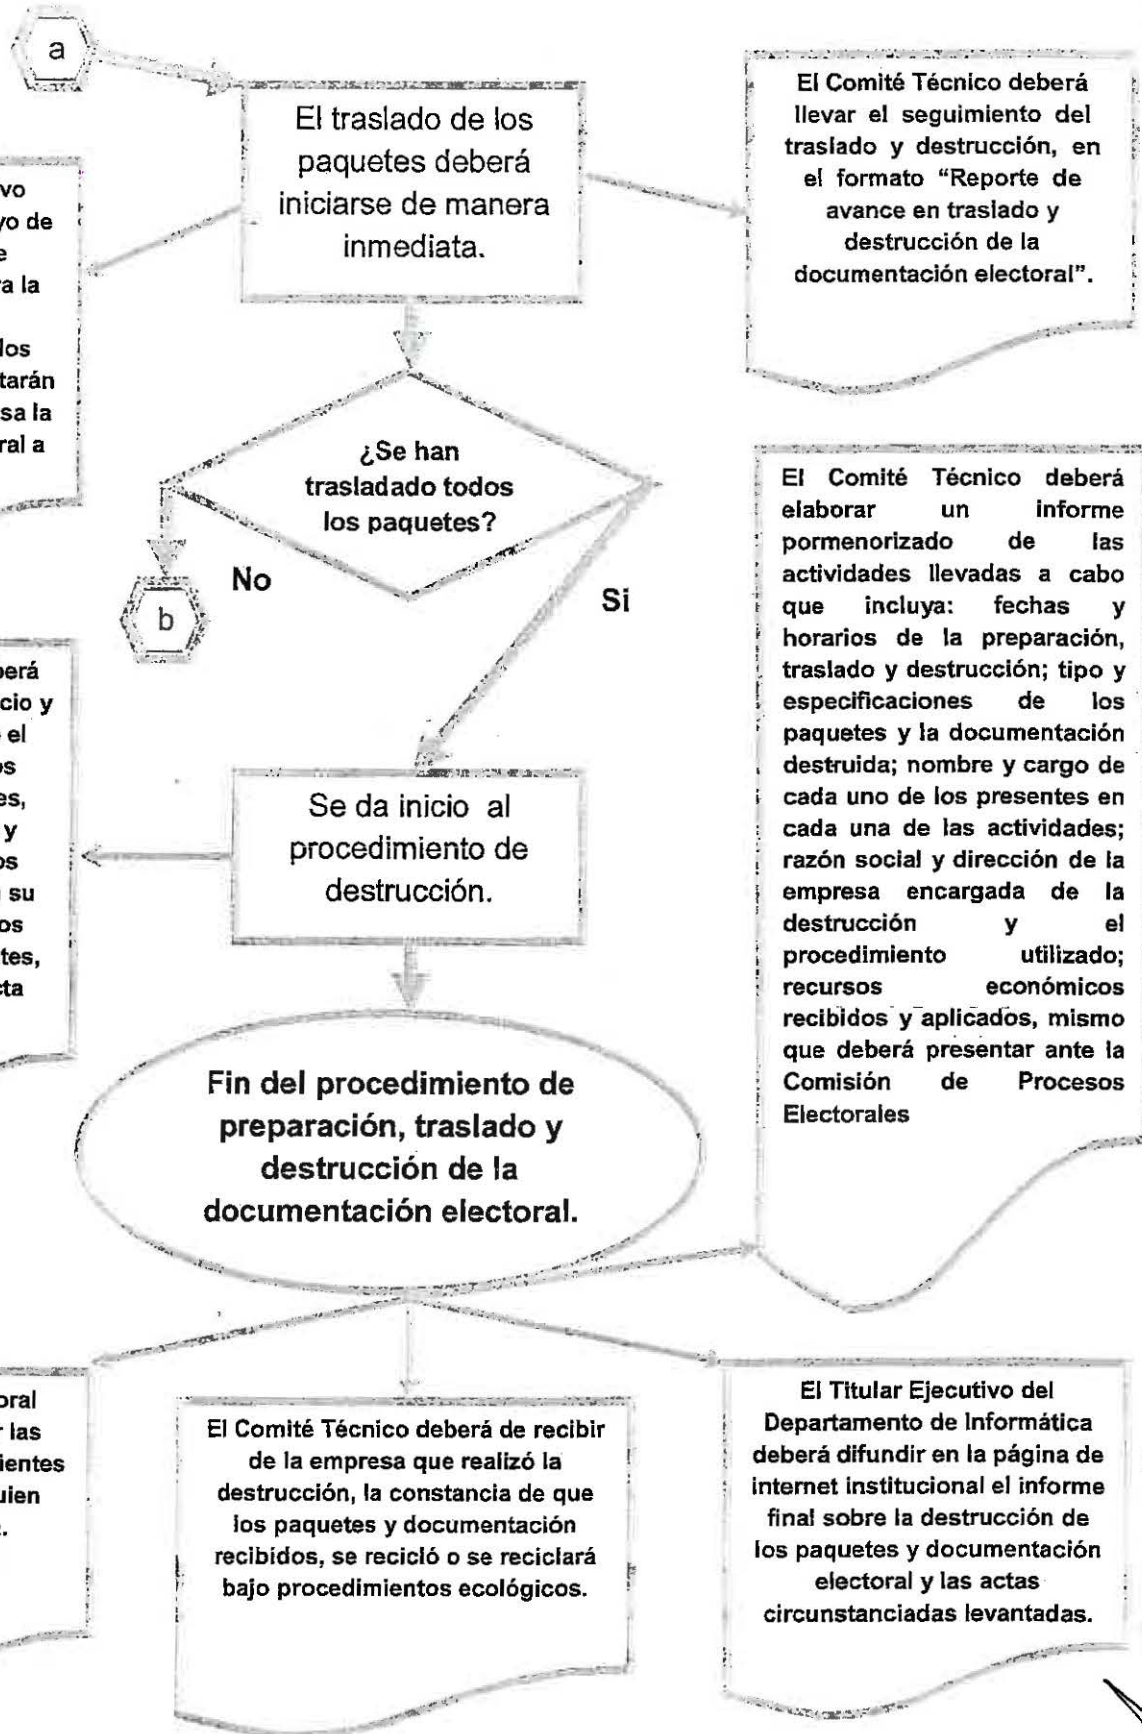 a
El traslado de los
paquetes deberá
iniciarse de manera
inmediata.
El Comité Técnico deberá
llevar el seguimiento del
traslado y destrucción, en
el formato “Reporte de
avance en traslado y
destrucción de la
documentación electoral”.
vo
yo de
e
ra la
los
tarán
sa la
ral a
¿Se han
trasladado todos
los paquetes?
No
Si
b
El Comité Técnico deberá
elaborar un informe
pormenorizado de las
actividades llevadas a cabo
que incluya: fechas y
horarios de la preparación,
traslado y destrucción; tipo y
especificaciones de los
paquetes y la documentación
destruida; nombre y cargo de
cada uno de los presentes en
cada una de las actividades;
razón social y dirección de la
empresa encargada de la
destrucción y el
procedimiento utilizado;
recursos económicos
recibidos y aplicados, mismo
que deberá presentar ante la
Comisión de Procesos
Electorales
berá
cio y
el
os
es,
y
os
su
os
tes,
cta
Se da inicio al
procedimiento de
destrucción.
Fin del procedimiento de
preparación, traslado y
destrucción de la
documentación electoral.
oral
r las
ientes
uien
.
El Comité Técnico deberá de recibir
de la empresa que realizó la
destrucción, la constancia de que
los paquetes y documentación
recibidos, se recicló o se reciclará
bajo procedimientos ecológicos.
El Titular Ejecutivo del
Departamento de Informática
deberá difundir en la página de
internet institucional el informe
final sobre la destrucción de
los paquetes y documentación
electoral y las actas
circunstanciadas levantadas.